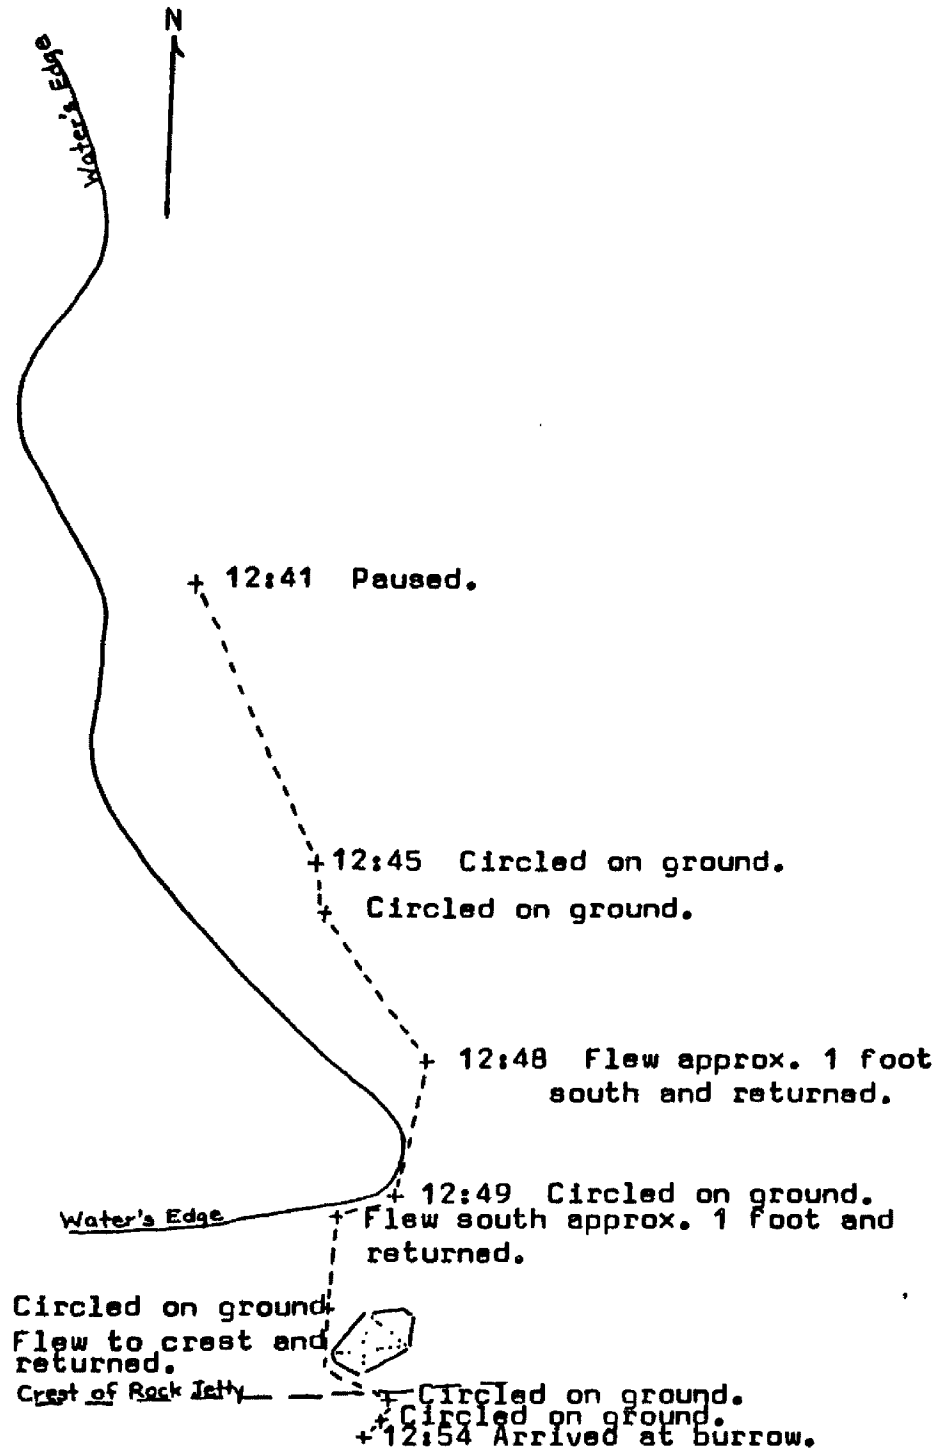 N
Water's Edge
12:41 Paused.
12:45 Circled on ground.
Circled on ground.
12:48 Flew approx. 1 foot
south and returned.
12:49 Circled on ground.
Water's Edge
Flew south approx. 1 foot and
returned.
Circled on ground
Flew to crest and
returned.
Crest of Rock Jetty
Circled on ground.
Circled on ground.
12:54 Arrived at burrow.